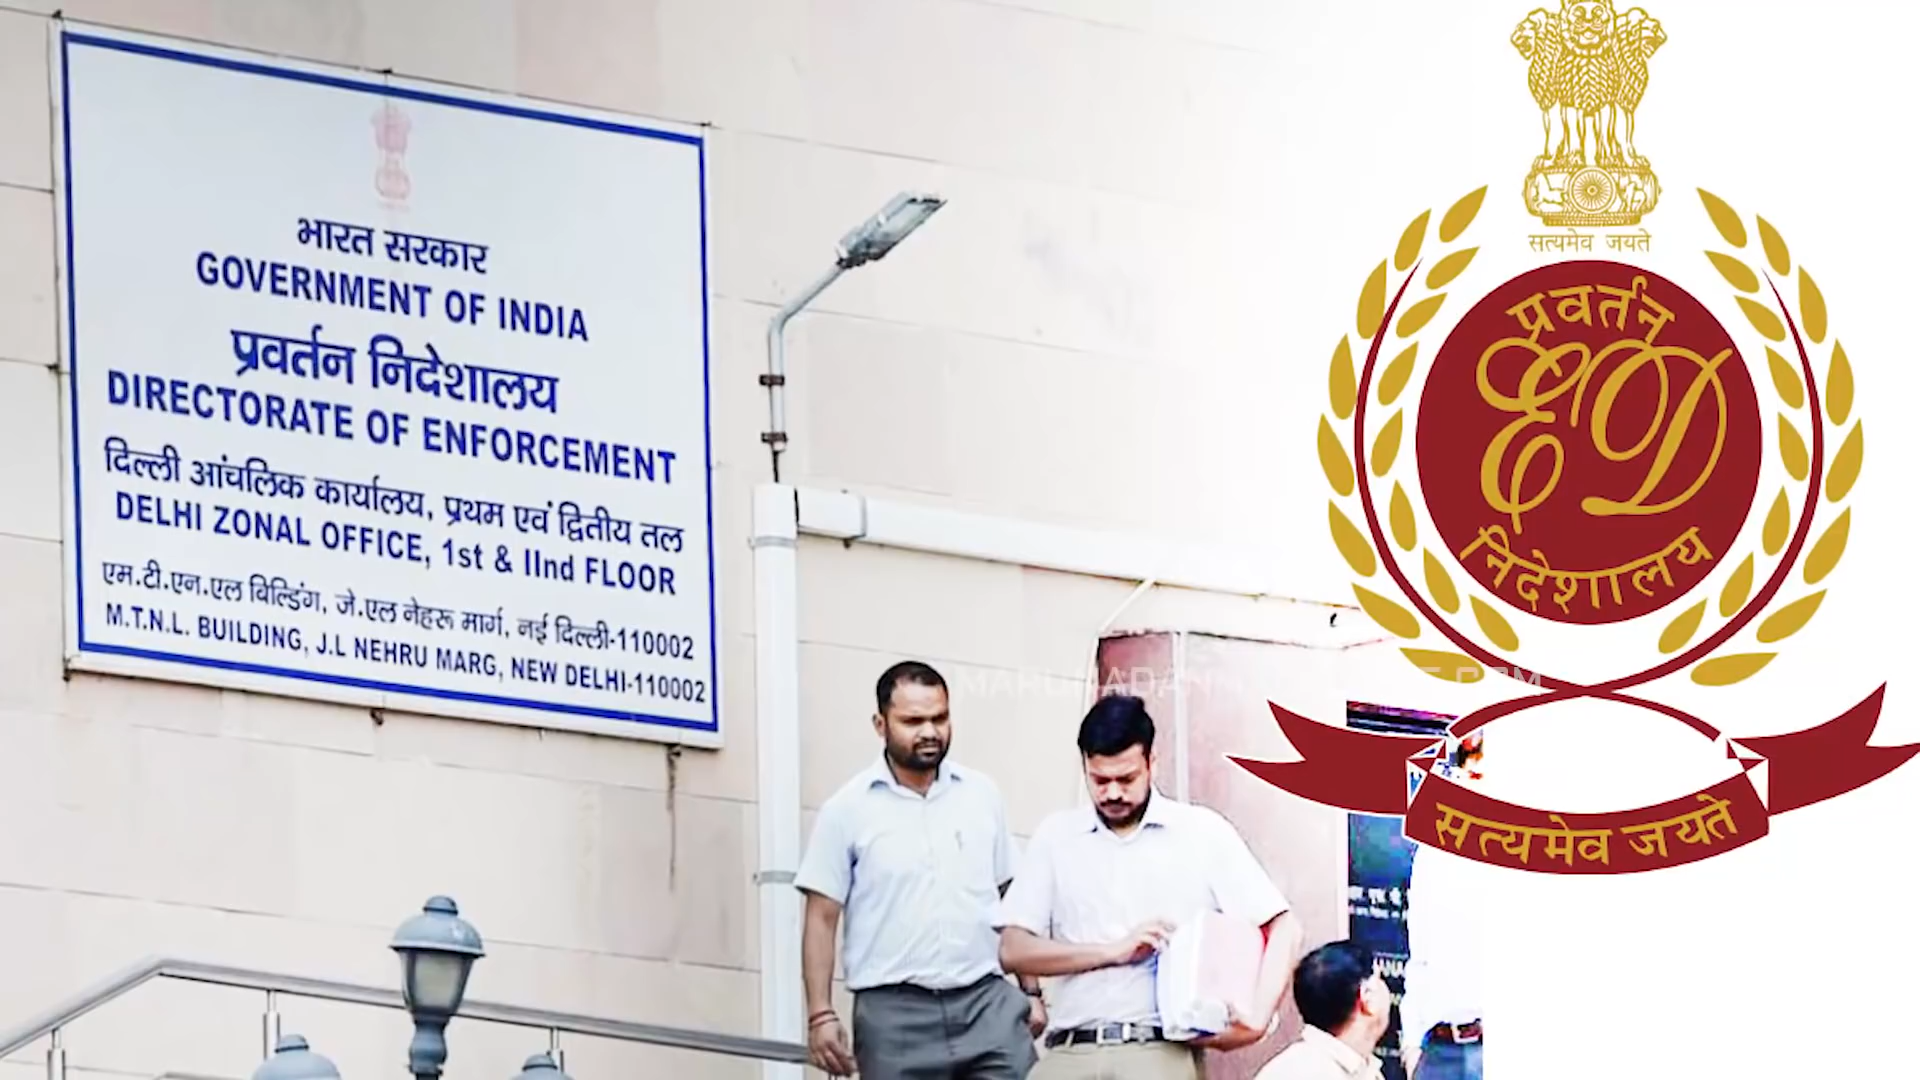 भारत सरकार
GOVERNMENT OF INDIA
प्रवर्तन निदेशालय
DIRECTORATE OF ENFORCEMENT
दिल्ली आंचलिक कार्यालय, प्रथम एवं द्वितीय तल
DELHI ZONAL OFFICE, 1st & IInd FLOOR
एम.टी.एन.एल बिल्डिंग, जे.एल नेहरू मार्ग, नई दिल्ली-110002
M.T.N.L. BUILDING, J.L NEHRU MARG, NEW DELHI-110002
सत्यमेव जयते
प्रवर्तन
ED
निदेशालय
सत्यमेव जयते